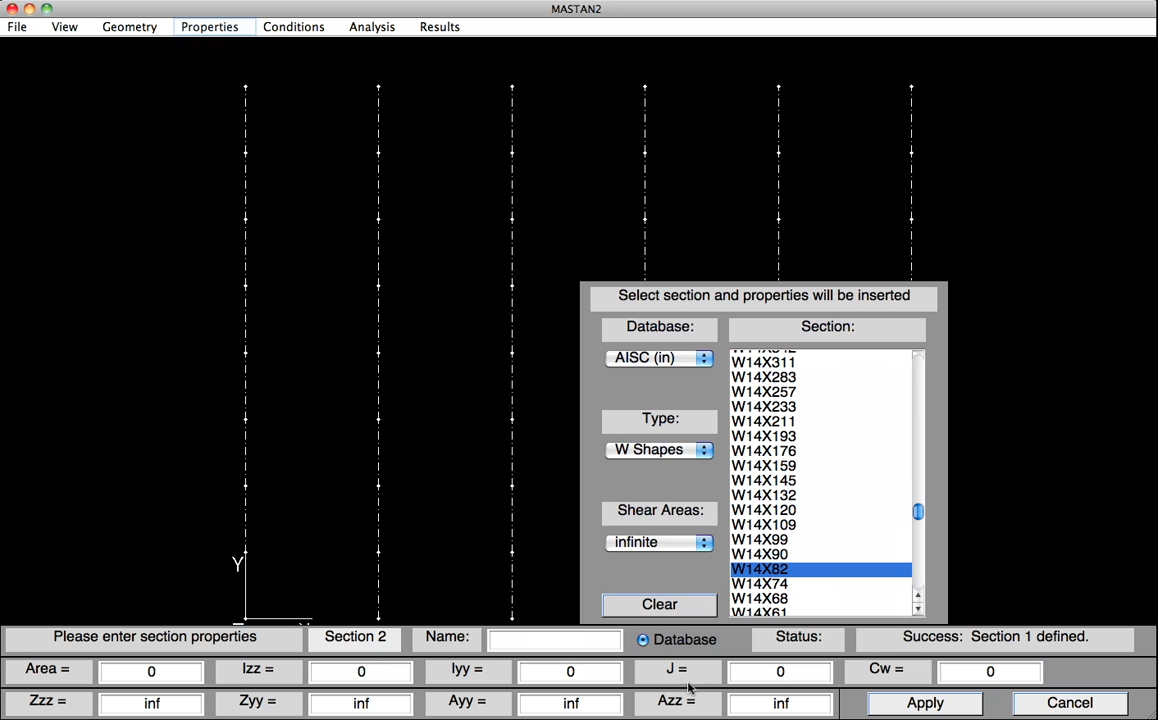 MASTAN2
File View Geometry Properties Conditions Analysis Results
Select section and properties will be inserted
Database: Section:
AISC (in)
W14X311
W14X283
W14X257
W14X233
W14X211
W14X193
W14X176
W14X159
W14X145
W14X132
W14X120
W14X109
W14X99
W14X90
W14X82
W14X74
W14X68
W14X61
Type:
W Shapes
Shear Areas:
infinite
Clear
Y
Please enter section properties Section 2 Name: Database Status: Success: Section 1 defined.
Area = 0 Izz = 0 Iyy = 0 J = 0 Cw = 0
Zzz = inf Zyy = inf Ayy = inf Azz = inf Apply Cancel